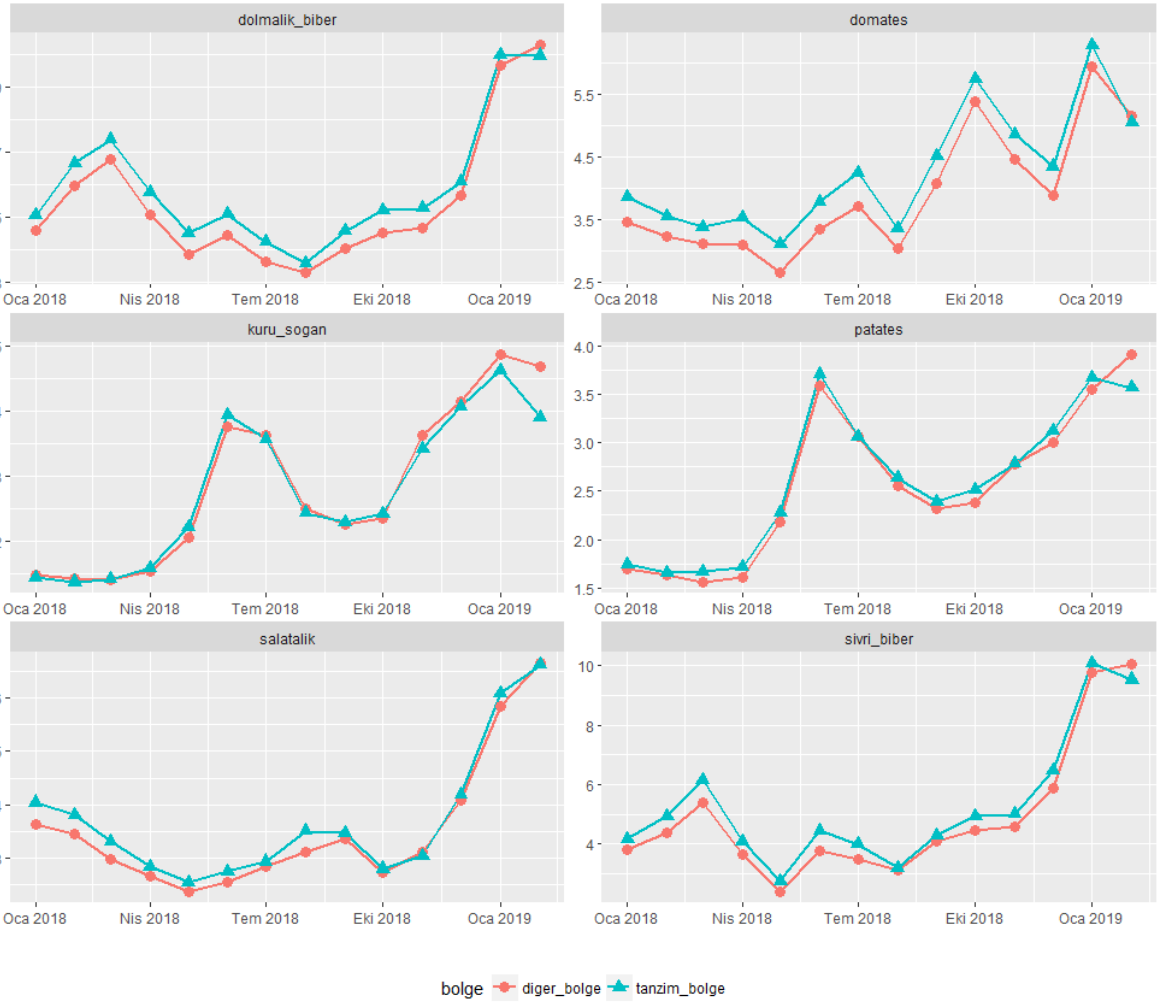 dolmalik_biber domates
5.5
4.5
3.5
2.5
Oca 2018 Nis 2018 Tem 2018 Eki 2018 Oca 2019 Oca 2018 Nis 2018 Tem 2018 Eki 2018 Oca 2019
kuru_sogan patates
4.0
3.5
3.0
2.5
2.0
1.5
Oca 2018 Nis 2018 Tem 2018 Eki 2018 Oca 2019 Oca 2018 Nis 2018 Tem 2018 Eki 2018 Oca 2019
salatalik sivri_biber
10
8
6
4
Oca 2018 Nis 2018 Tem 2018 Eki 2018 Oca 2019 Oca 2018 Nis 2018 Tem 2018 Eki 2018 Oca 2019
bolge diger_bolge tanzim_bolge